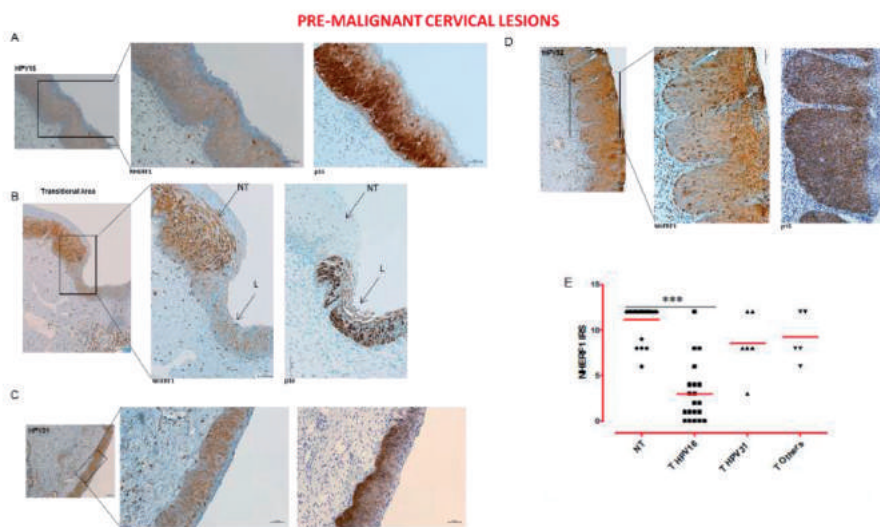 PRE-MALIGNANT CERVICAL LESIONS
A
HPV16
NHERF1
p16
B
Transitional Area
NT
L
NHERF1
NT
L
p16
C
HPV31
D
NHERF1
p16
E
NHERF1 IRS
15
10
5
0
***
NT
T HPV16
T HPV31
T Others